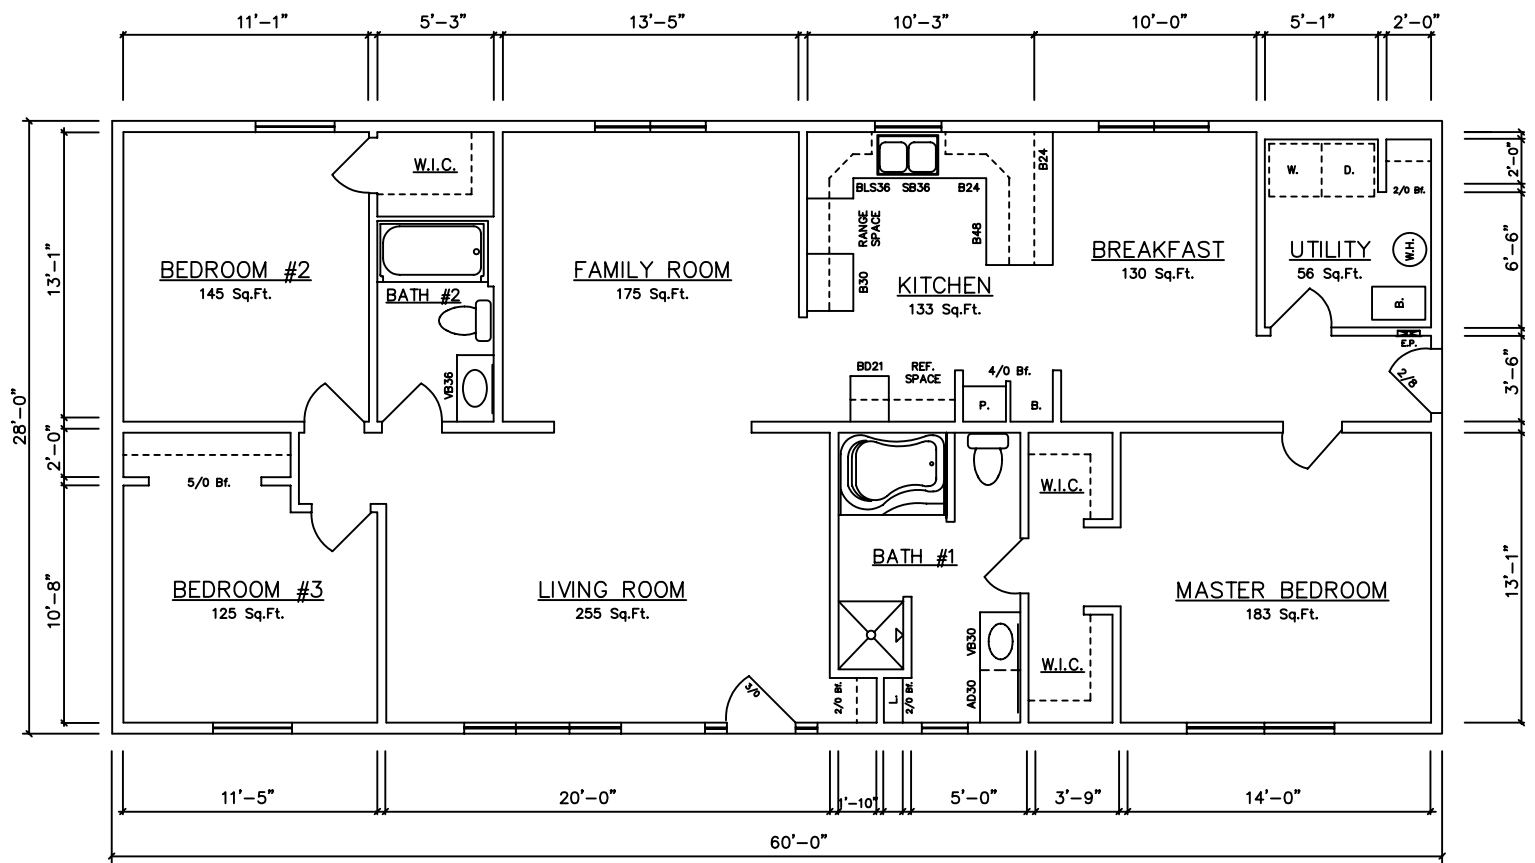 11'-1" 5'-3" 13'-5" 10'-3" 10'-0" 5'-1" 2'-0"
28'-0"
13'-1"
2'-0"
10'-8"
W.I.C.
BEDROOM #2
145 Sq.Ft.
BATH #2
VB36
FAMILY ROOM
175 Sq.Ft.
BLS36 SB36 B24
B24
RANGE
SPACE
B48
B30
KITCHEN
133 Sq.Ft.
BD21
REF.
SPACE
4/0 Bf.
P. B.
BREAKFAST
130 Sq.Ft.
W. D.
2/0 Bf.
UTILITY
56 Sq.Ft.
W.H.
B.
E.P.
2/8
2'-0"
6'-6"
3'-6"
13'-1"
5/0 Bf.
BEDROOM #3
125 Sq.Ft.
LIVING ROOM
255 Sq.Ft.
3/0
BATH #1
VB30
AD30
2/0 Bf.
L.
2/0 Bf.
W.I.C.
W.I.C.
MASTER BEDROOM
183 Sq.Ft.
11'-5" 20'-0" 1'-10" 5'-0" 3'-9" 14'-0"
60'-0"